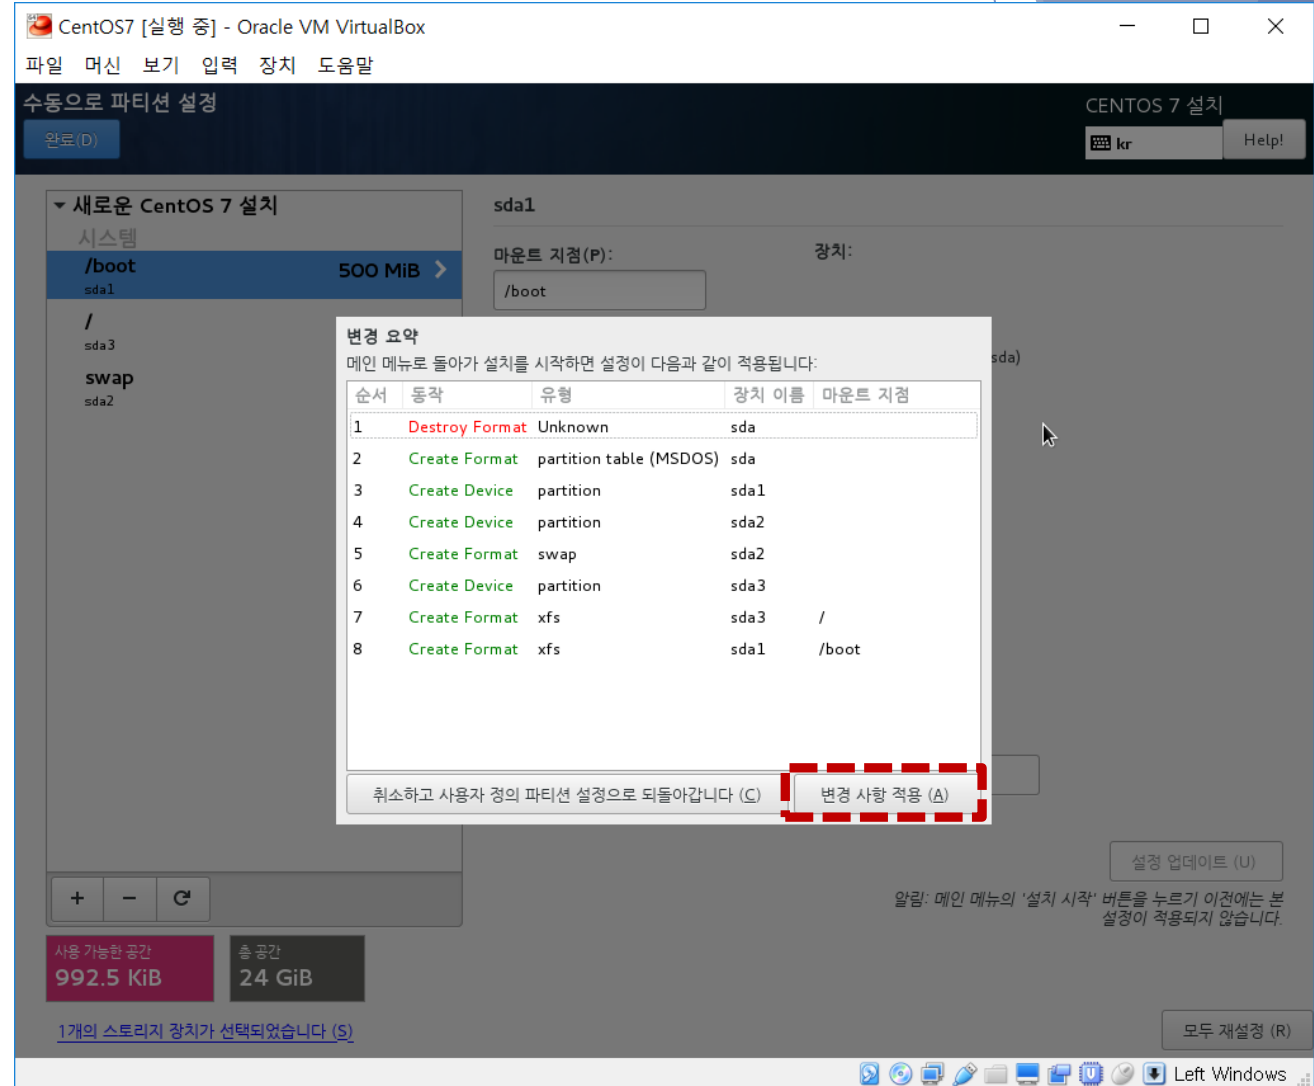 CentOS7 [실행 중] - Oracle VM VirtualBox
파일 머신 보기 입력 장치 도움말
수동으로 파티션 설정
CENTOS 7 설치
완료(D)
kr
Help!
새로운 CentOS 7 설치
시스템
/boot
500 MiB
sda1
/
sda3
swap
sda2
sda1
마운트 지점(P):
장치:
/boot
sda)
변경 요약
메인 메뉴로 돌아가 설치를 시작하면 설정이 다음과 같이 적용됩니다:
순서 동작 유형 장치 이름 마운트 지점
1 Destroy Format Unknown sda
2 Create Format partition table (MSDOS) sda
3 Create Device partition sda1
4 Create Device partition sda2
5 Create Format swap sda2
6 Create Device partition sda3
7 Create Format xfs sda3 /
8 Create Format xfs sda1 /boot
취소하고 사용자 정의 파티션 설정으로 되돌아갑니다 (C)
변경 사항 적용 (A)
설정 업데이트 (U)
알림: 메인 메뉴의 '설치 시작' 버튼을 누르기 이전에는 본
설정이 적용되지 않습니다.
+ -
사용 가능한 공간
992.5 KiB
총 공간
24 GiB
1개의 스토리지 장치가 선택되었습니다 (S)
모두 재설정 (R)
Left Windows